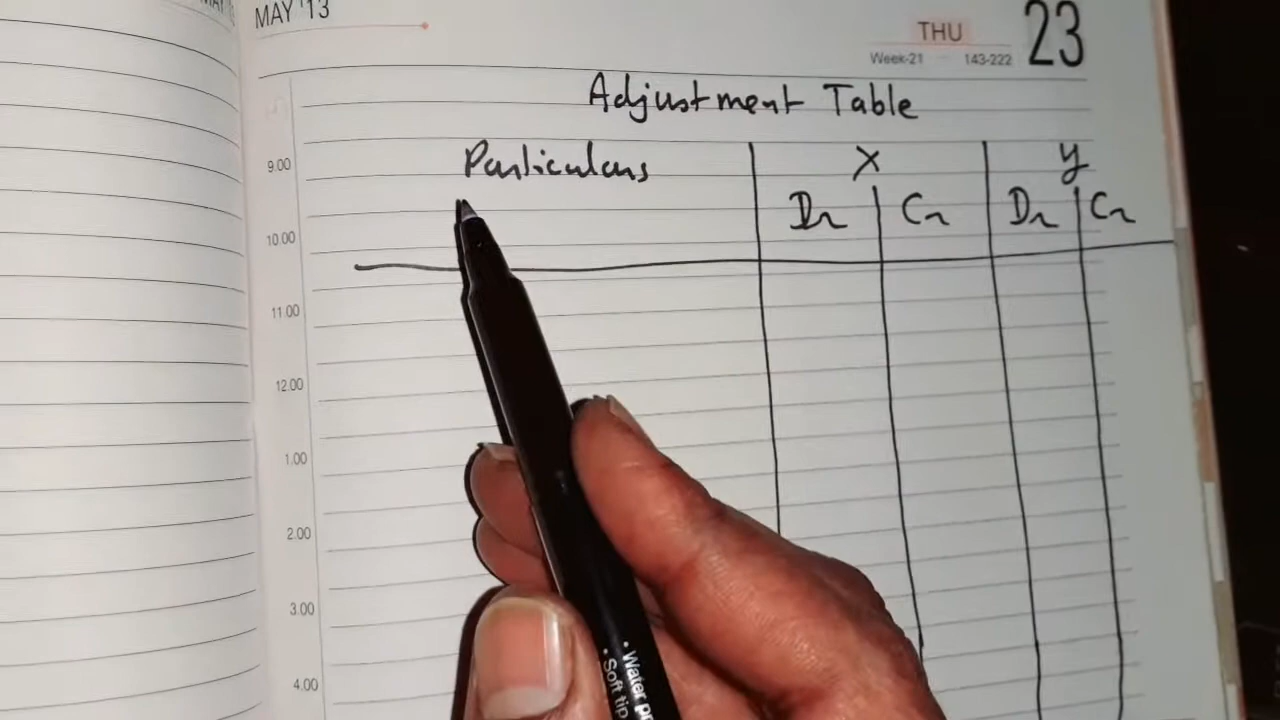 MAY '13
THU 23
Week-21 143-222
Adjustment Table
Particulars X Y
Dr Cr Dr Cr
9.00
10.00
11.00
12.00
1.00
2.00
3.00
4.00
• Water pr
• Soft tip